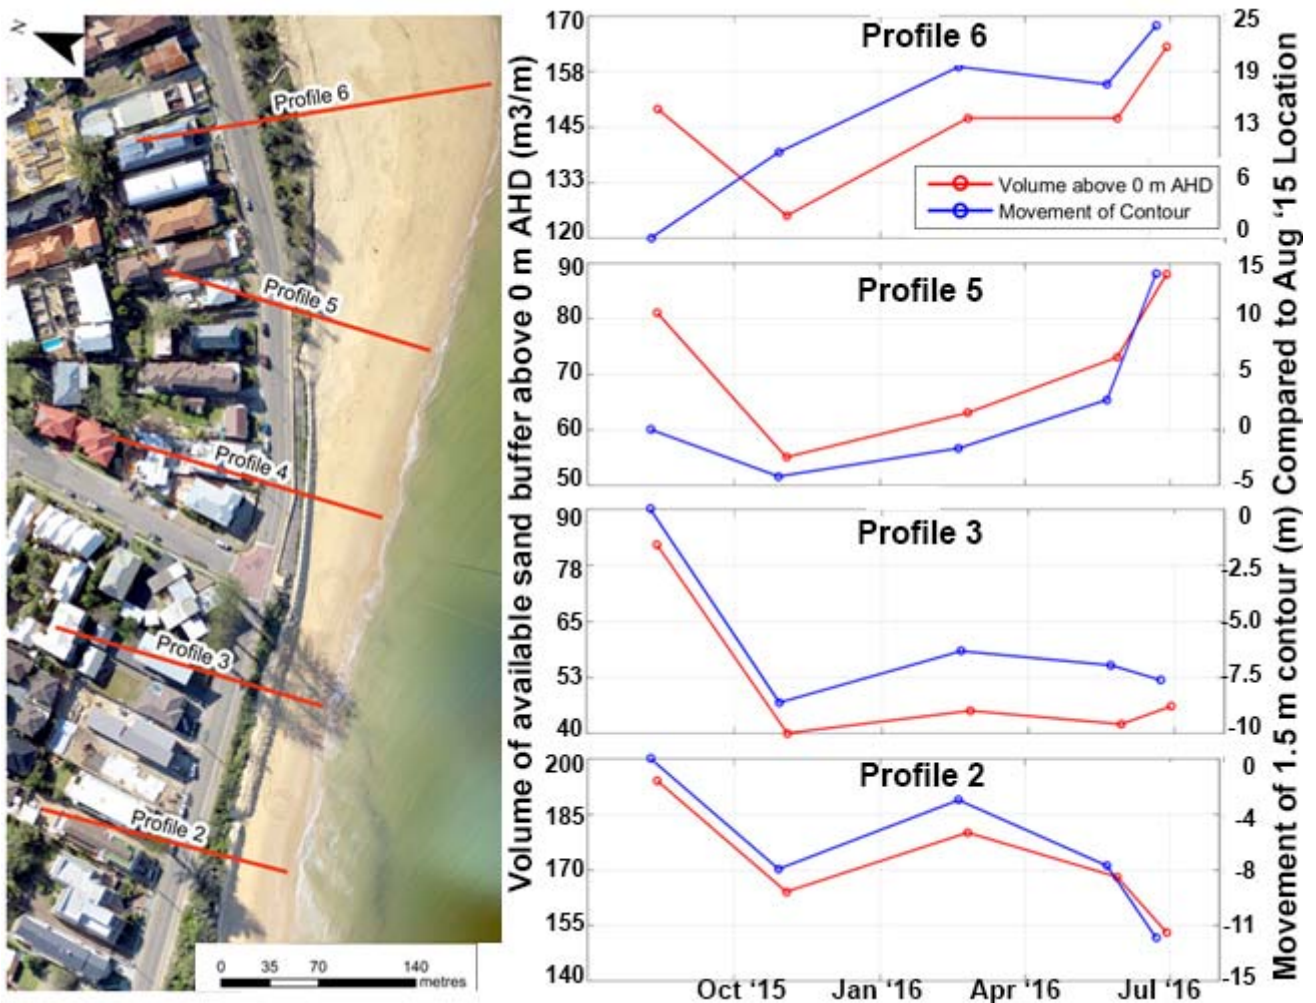 N
Profile 6
Profile 5
Profile 4
Profile 3
Profile 2
0 35 70 140
metres
Volume of available sand buffer above 0 m AHD (m3/m)
Profile 6
170
158
145
133
120
25
19
13
6
0
Volume above 0 m AHD
Movement of Contour
Profile 5
90
80
70
60
50
15
10
5
0
-5
Profile 3
90
78
65
53
40
0
-2.5
-5.0
-7.5
-10
Profile 2
200
185
170
155
140
0
-4
-8
-11
-15
Oct '15 Jan '16 Apr '16 Jul '16
Movement of 1.5 m contour (m) Compared to Aug '15 Location